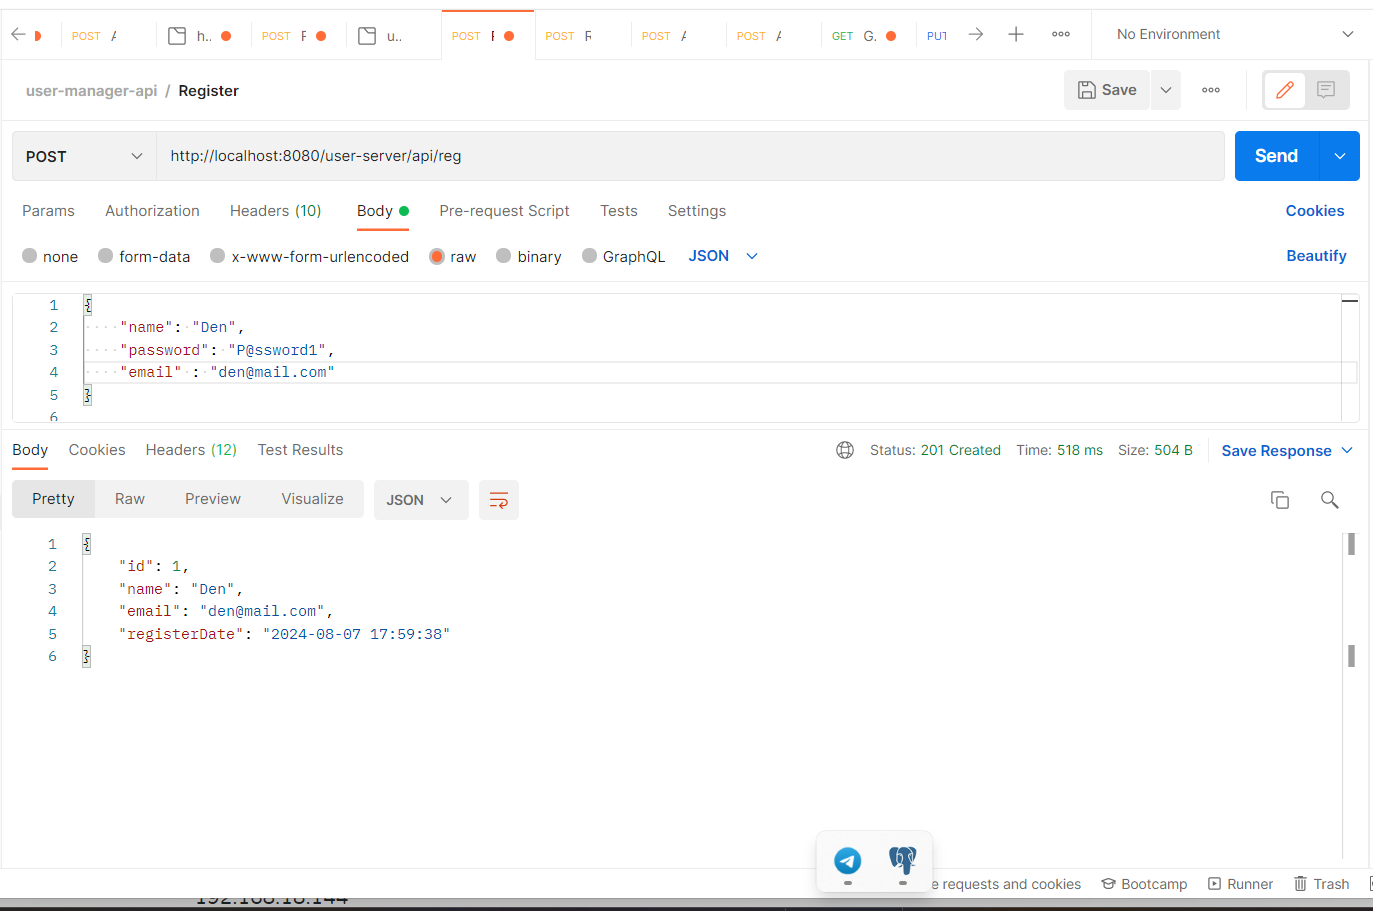 POST
h..
POST
u..
POST
POST
POST
POST
GET G.
PUT
No Environment
user-manager-api / Register
Save
POST
http://localhost:8080/user-server/api/reg
Send
Params Authorization Headers (10) Body Pre-request Script Tests Settings Cookies
none form-data x-www-form-urlencoded raw binary GraphQL JSON Beautify
1 {
2 "name": "Den",
3 "password": "P@ssword1",
4 "email" : "den@mail.com"
5 }
6
Body Cookies Headers (12) Test Results Status: 201 Created Time: 518 ms Size: 504 B Save Response
Pretty Raw Preview Visualize JSON
1 {
2 "id": 1,
3 "name": "Den",
4 "email": "den@mail.com",
5 "registerDate": "2024-08-07 17:59:38"
6 }
e requests and cookies Bootcamp Runner Trash
192.168.18.144